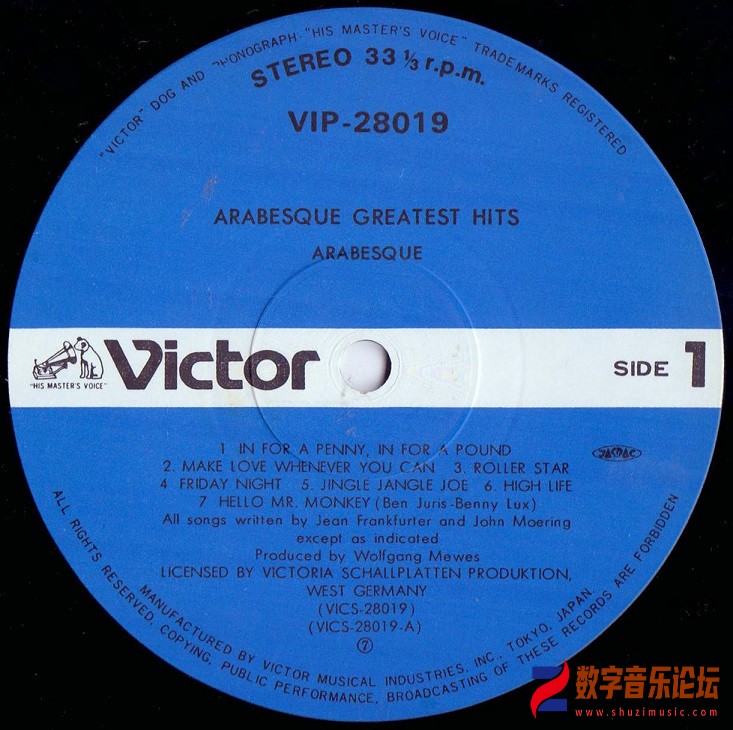 "VICTOR" DOG AND PHONOGRAPH·"HIS MASTER'S VOICE" TRADEMARKS REGISTERED
STEREO 33 ⅓ r.p.m.
VIP-28019
ARABESQUE GREATEST HITS
ARABESQUE
"HIS MASTER'S VOICE"
Victor
SIDE 1
1 IN FOR A PENNY, IN FOR A POUND
2. MAKE LOVE WHENEVER YOU CAN 3. ROLLER STAR
4 FRIDAY NIGHT 5. JINGLE JANGLE JOE 6. HIGH LIFE
7 HELLO MR. MONKEY (Ben Juris-Benny Lux)
JASRAC
All songs written by Jean Frankfurter and John Moering
except as indicated
Produced by Wolfgang Mewes
LICENSED BY VICTORIA SCHALLPLATTEN PRODUKTION,
WEST GERMANY
(VICS-28019)
(VICS-28019-A)
⑦
MANUFACTURED BY VICTOR MUSICAL INDUSTRIES, INC., TOKYO, JAPAN
ALL RIGHTS RESERVED, COPYING, PUBLIC PERFORMANCE, BROADCASTING OF THESE RECORDS ARE FORBIDDEN
数字音乐论坛
www.shuzimusic.com